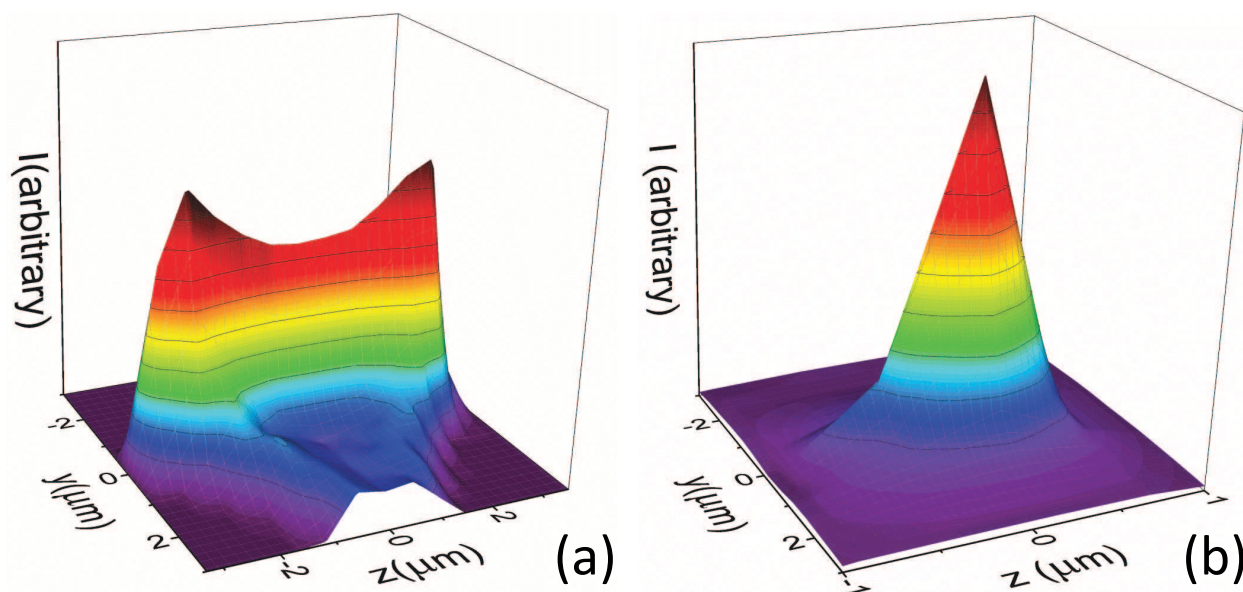 I(arbitrary)
-2
0
2
y(μm)
-2
0
2
z(μm)
(a)
I (arbitrary)
-2
0
2
y(μm)
-1
0
1
z (μm)
(b)